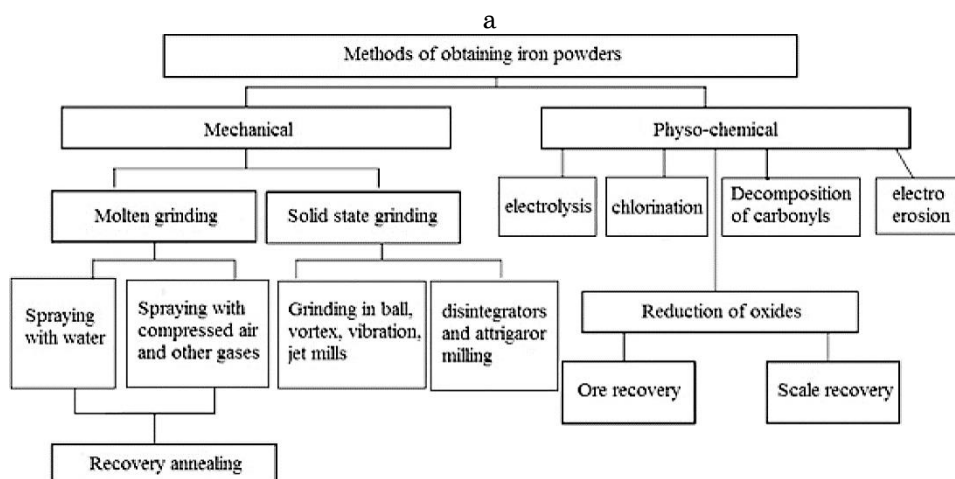 a
Methods of obtaining iron powders
Mechanical
Physo-chemical
Molten grinding
Solid state grinding
electrolysis
chlorination
Decomposition
of carbonyls
electro
erosion
Spraying
with water
Spraying with
compressed air
and other gases
Grinding in ball,
vortex, vibration,
jet mills
disintegrators
and attrigaror
milling
Reduction of oxides
Ore recovery
Scale recovery
Recovery annealing